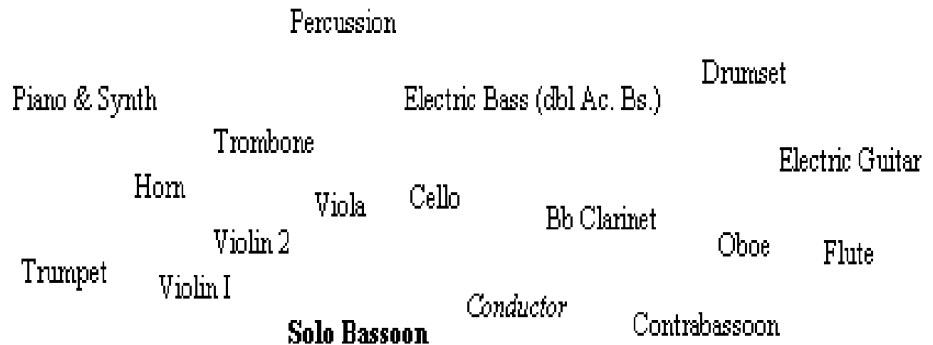 Percussion
Drumset
Piano & Synth
Electric Bass (dbl Ac. Bs.)
Trombone
Electric Guitar
Horn
Viola
Cello
Bb Clarinet
Violin 2
Oboe
Flute
Trumpet
Violin I
Conductor
Solo Bassoon
Contrabassoon